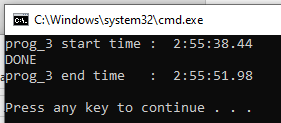 C:\Windows\system32\cmd.exe
prog_3 start time :  2:55:38.44
DONE
prog_3 end time   :  2:55:51.98
Press any key to continue . . .